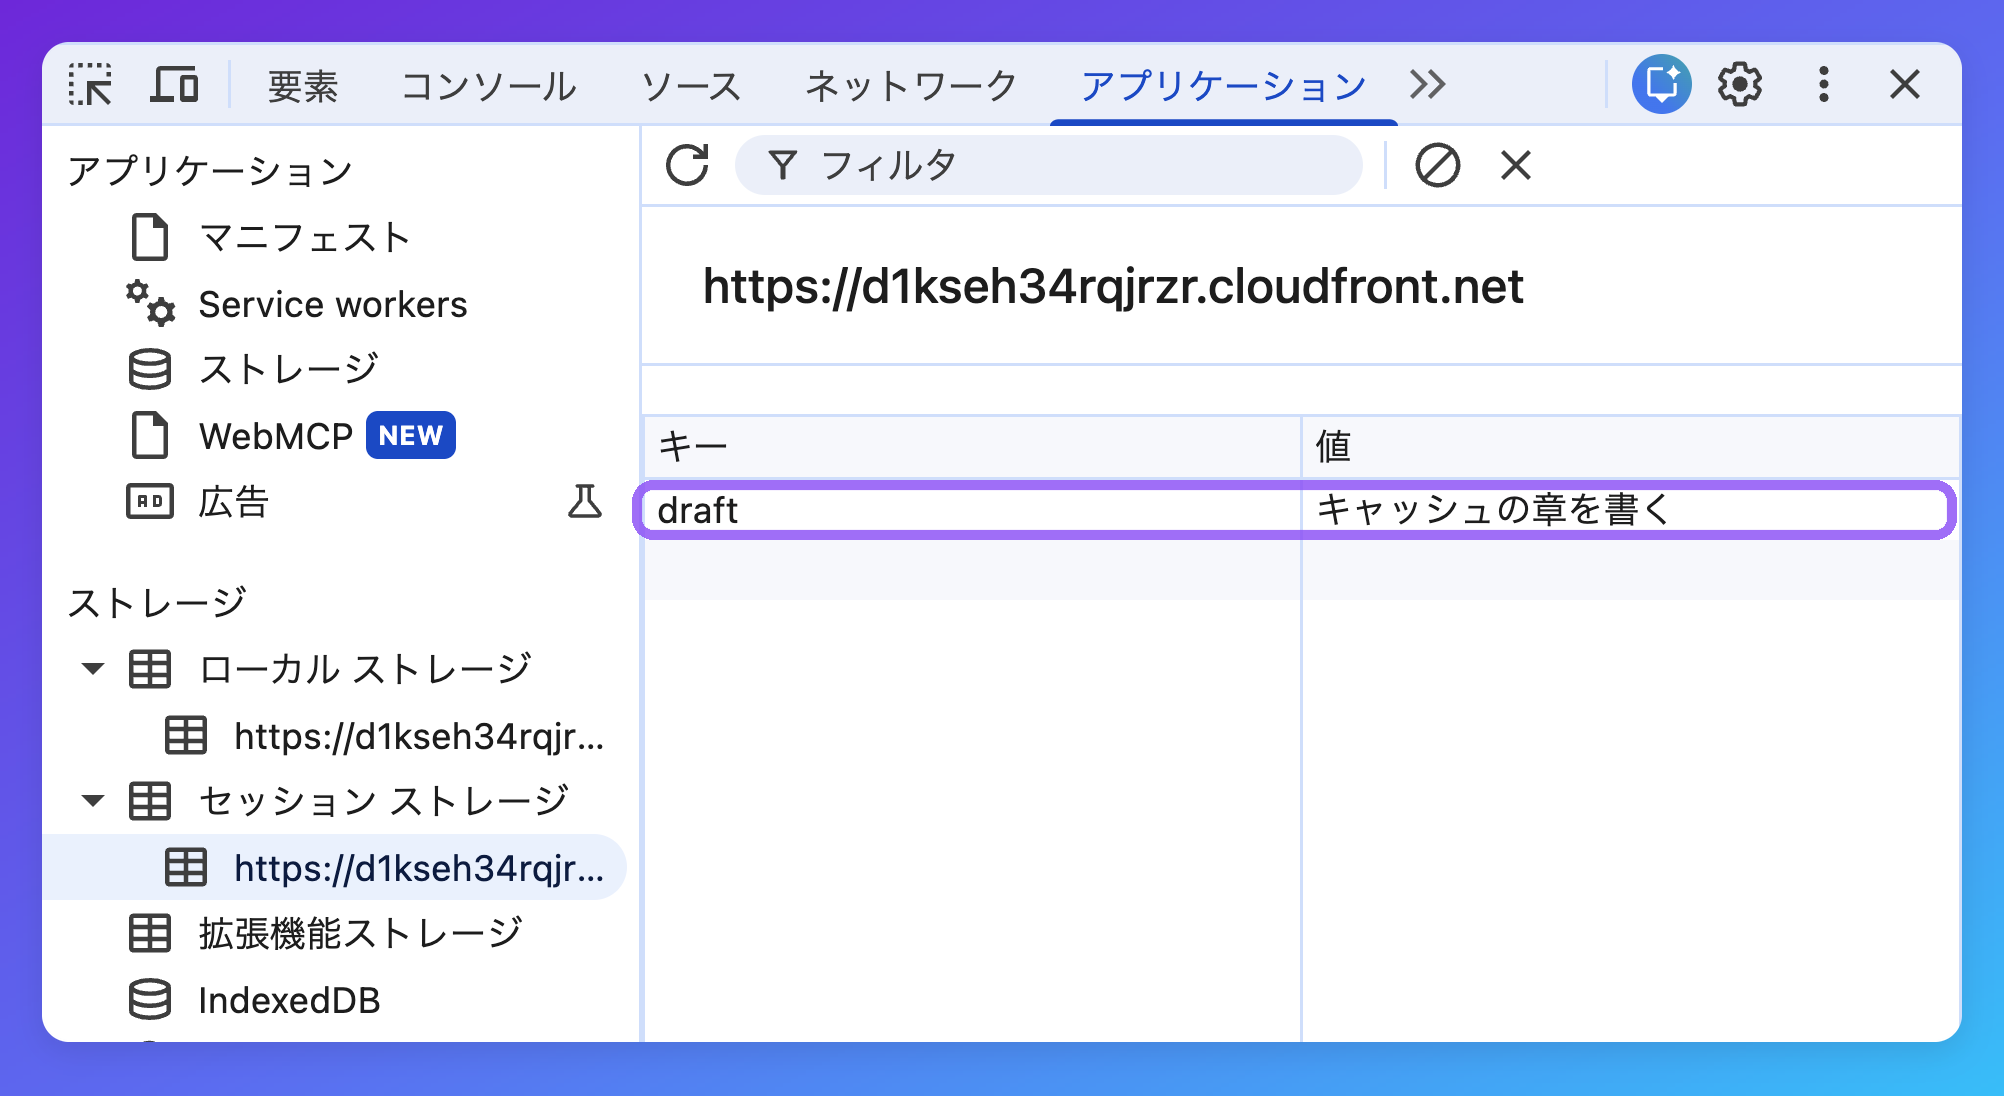 要素 コンソール ソース ネットワーク アプリケーション
アプリケーション
マニフェスト
Service workers
ストレージ
WebMCP NEW
AD 広告
ストレージ
ローカル ストレージ
https://d1kseh34rqjr...
セッション ストレージ
https://d1kseh34rqjr...
拡張機能ストレージ
IndexedDB
フィルタ
https://d1kseh34rqjrzr.cloudfront.net
キー 値
draft キャッシュの章を書く